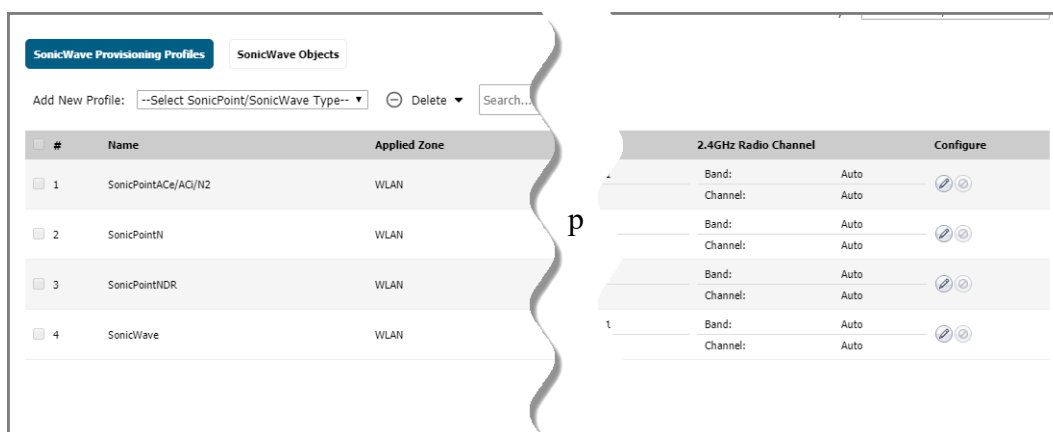 SonicWave Provisioning Profiles SonicWave Objects
Add New Profile: --Select SonicPoint/SonicWave Type-- Delete Search...
# Name Applied Zone 2.4GHz Radio Channel Configure
1 SonicPointACe/ACi/N2 WLAN Band: Auto
Channel: Auto
p
2 SonicPointN WLAN Band: Auto
Channel: Auto
3 SonicPointNDR WLAN Band: Auto
Channel: Auto
4 SonicWave WLAN Band: Auto
Channel: Auto